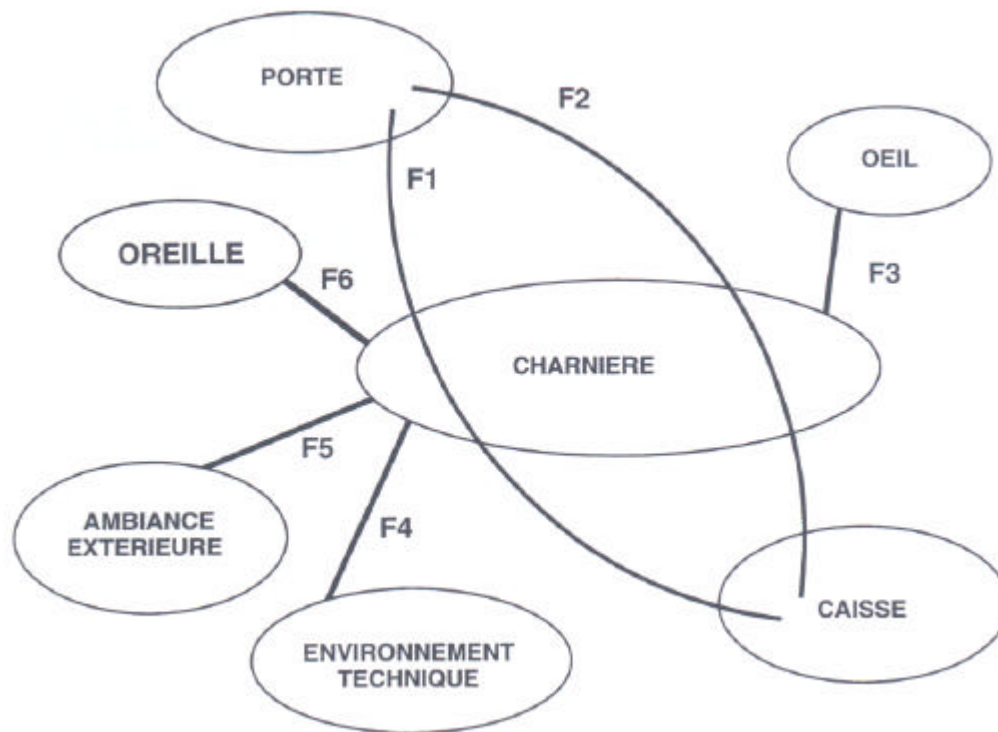 PORTE
F2
OEIL
F1
OREILLE
F6
F3
CHARNIERE
F5
AMBIANCE
EXTERIEURE
F4
CAISSE
ENVIRONNEMENT
TECHNIQUE